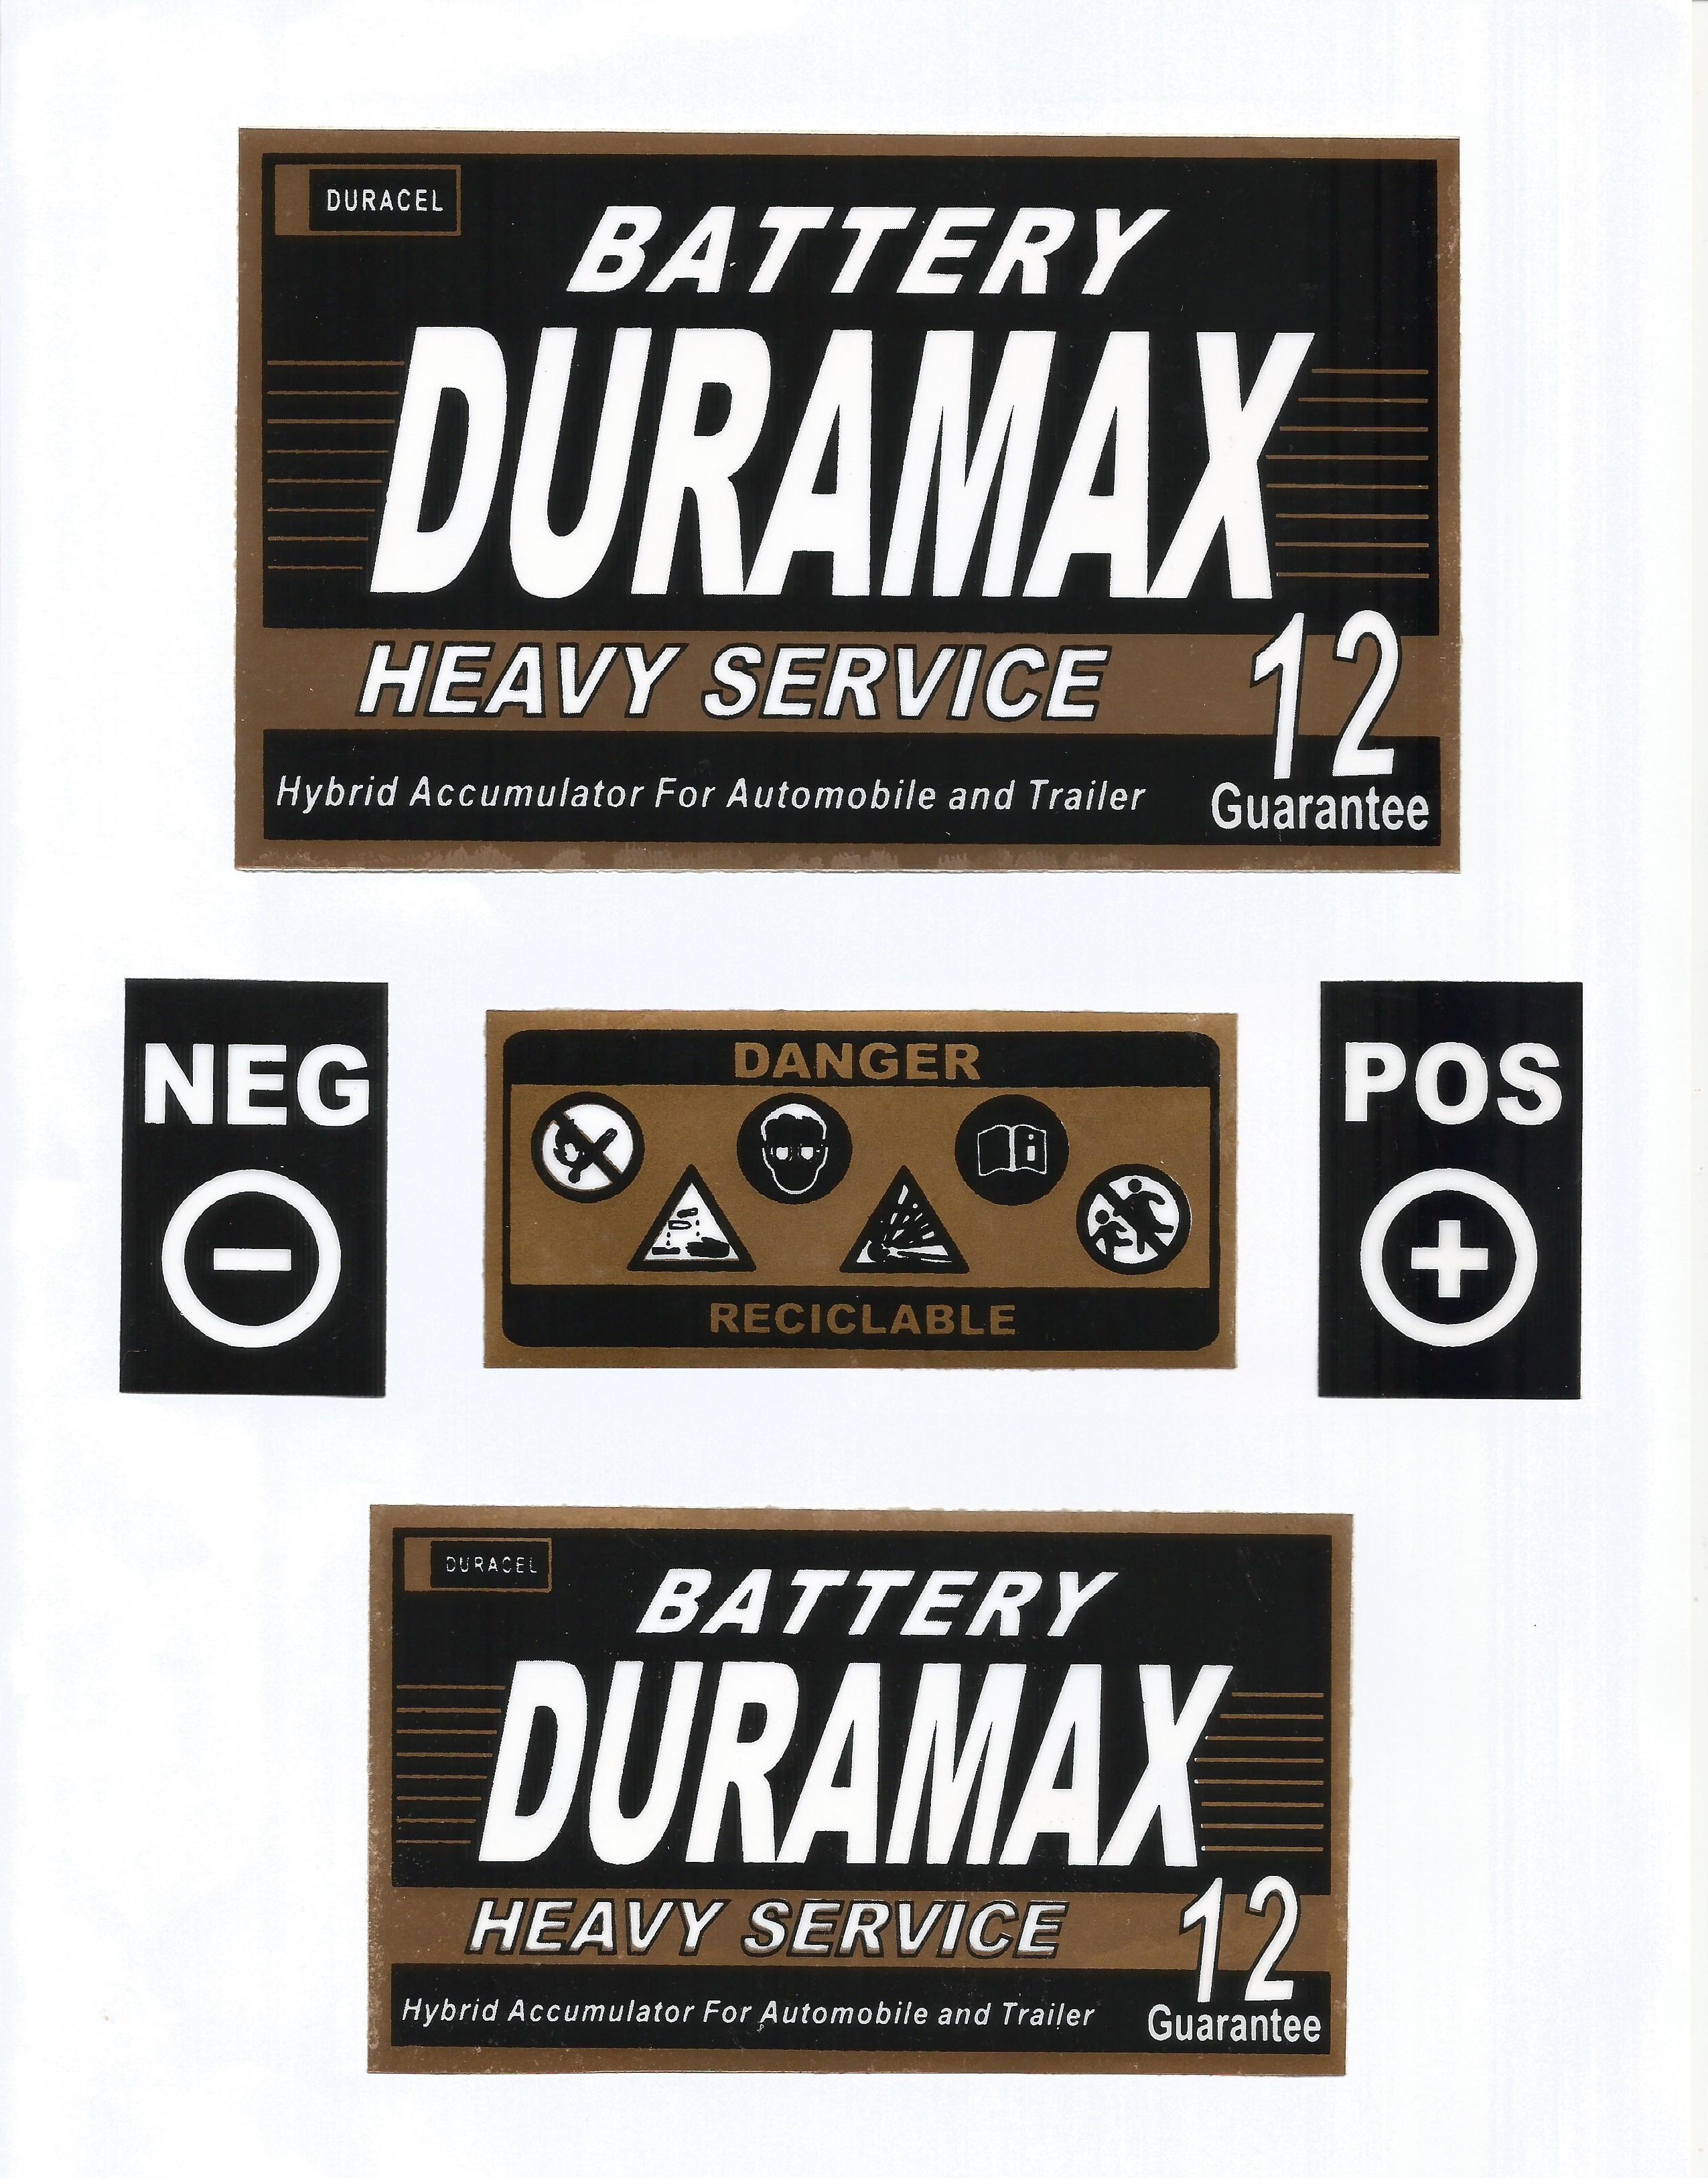 DURACEL
BATTERY
DURAMAX
HEAVY SERVICE
12
Hybrid Accumulator For Automobile and Trailer
Guarantee
NEG
DANGER
POS
RECICLABLE
DURACEL
BATTERY
DURAMAX
HEAVY SERVICE
12
Hybrid Accumulator For Automobile and Trailer
Guarantee